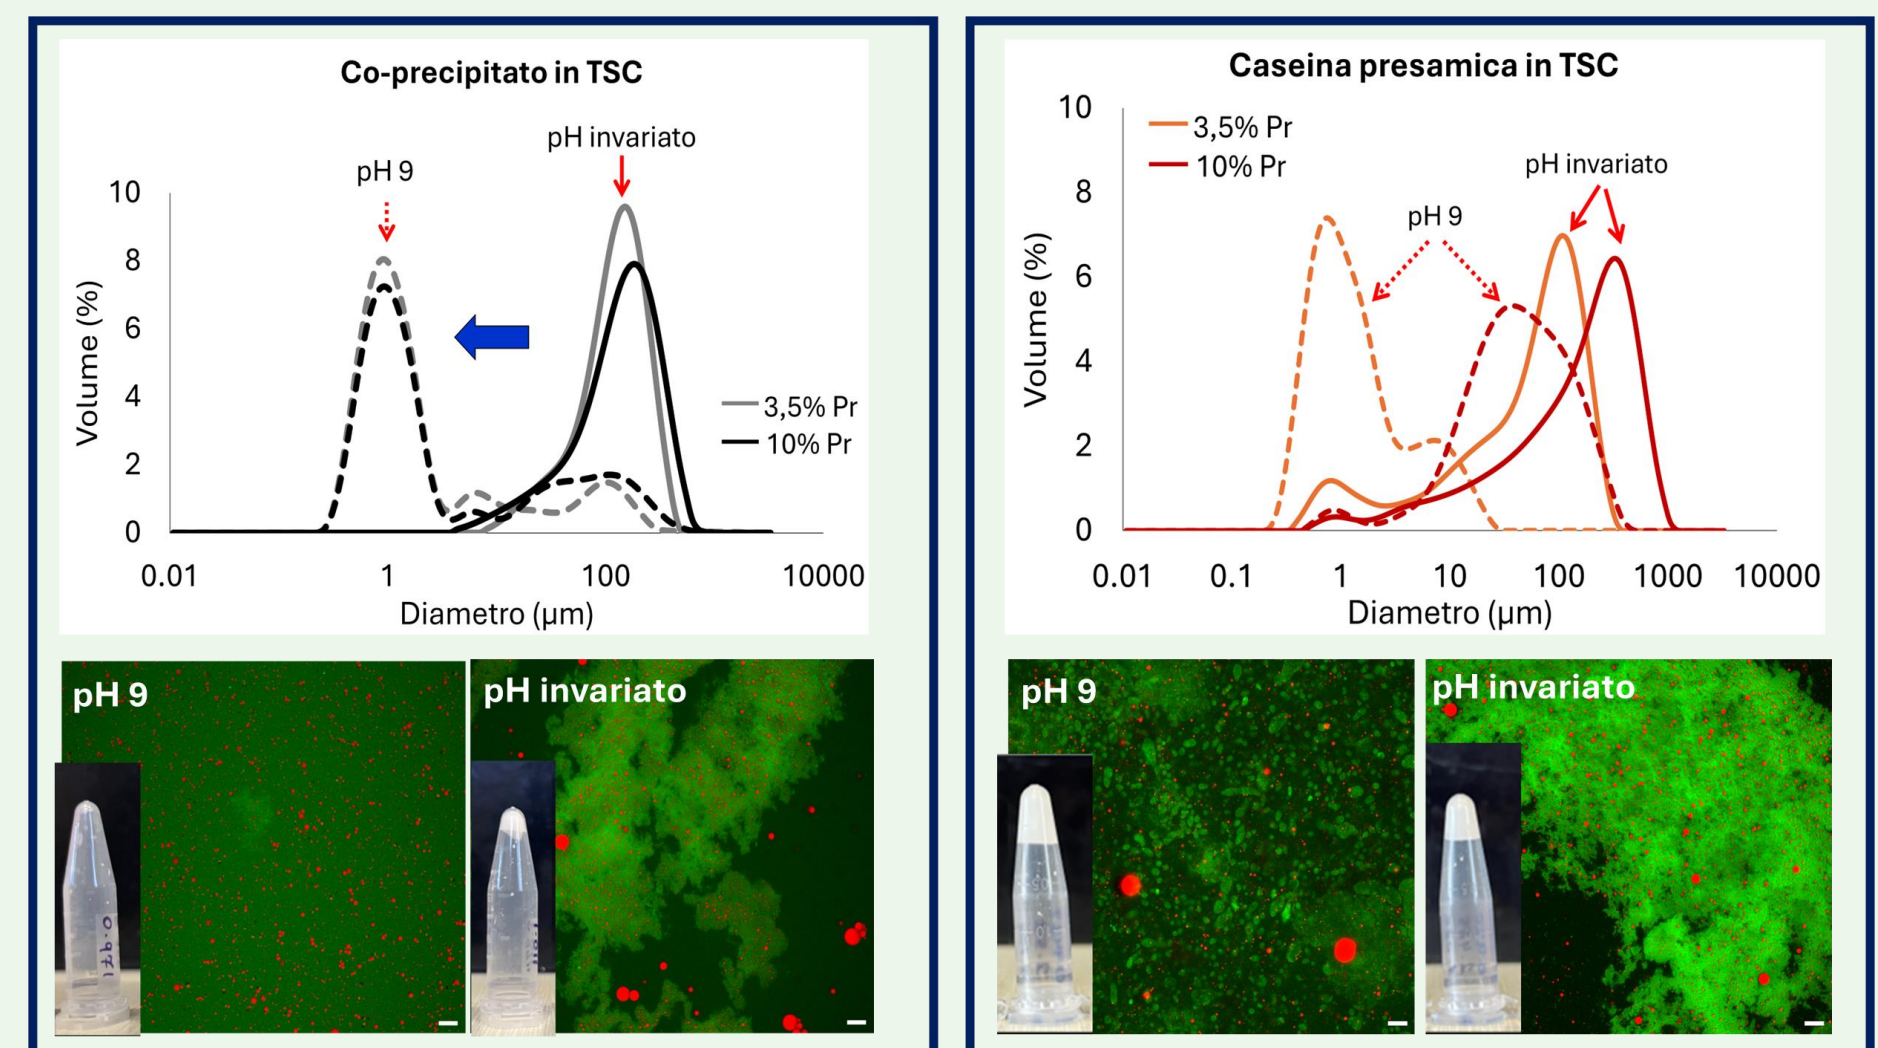 Co-precipitato in TSC
pH invariato
pH 9
10
8
6
4
2
0
Volume (%)
3,5% Pr
10% Pr
0.01
1
100
10000
Diametro (µm)
pH 9
pH invariato
Caseina presamica in TSC
10
8
6
4
2
0
Volume (%)
3,5% Pr
10% Pr
pH invariato
pH 9
0.01
0.1
1
10
100
1000
10000
Diametro (µm)
pH 9
pH invariato